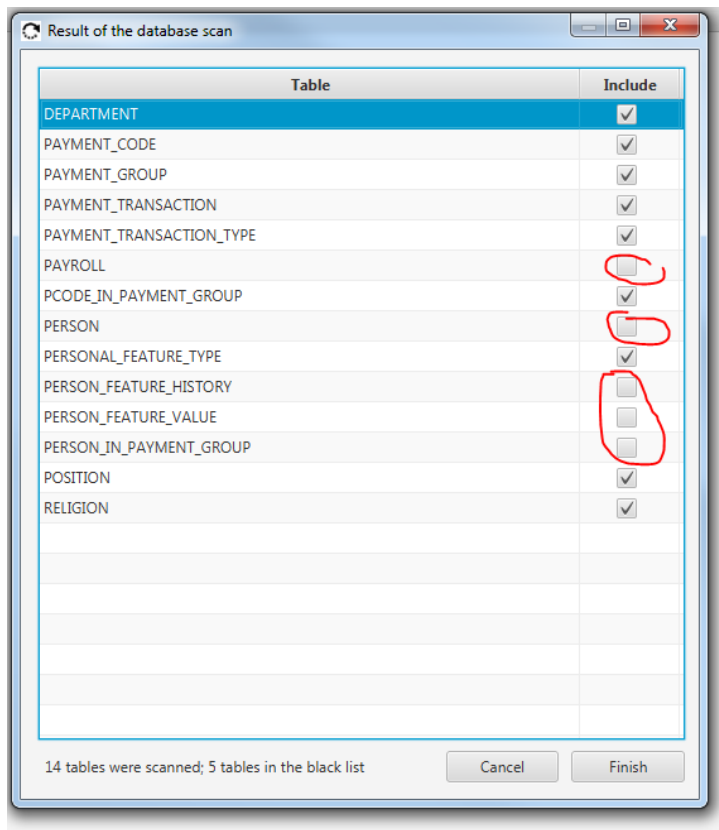 Result of the database scan
Table Include
DEPARTMENT
PAYMENT_CODE
PAYMENT_GROUP
PAYMENT_TRANSACTION
PAYMENT_TRANSACTION_TYPE
PAYROLL
PCODE_IN_PAYMENT_GROUP
PERSON
PERSONAL_FEATURE_TYPE
PERSON_FEATURE_HISTORY
PERSON_FEATURE_VALUE
PERSON_IN_PAYMENT_GROUP
POSITION
RELIGION
14 tables were scanned; 5 tables in the black list Cancel Finish